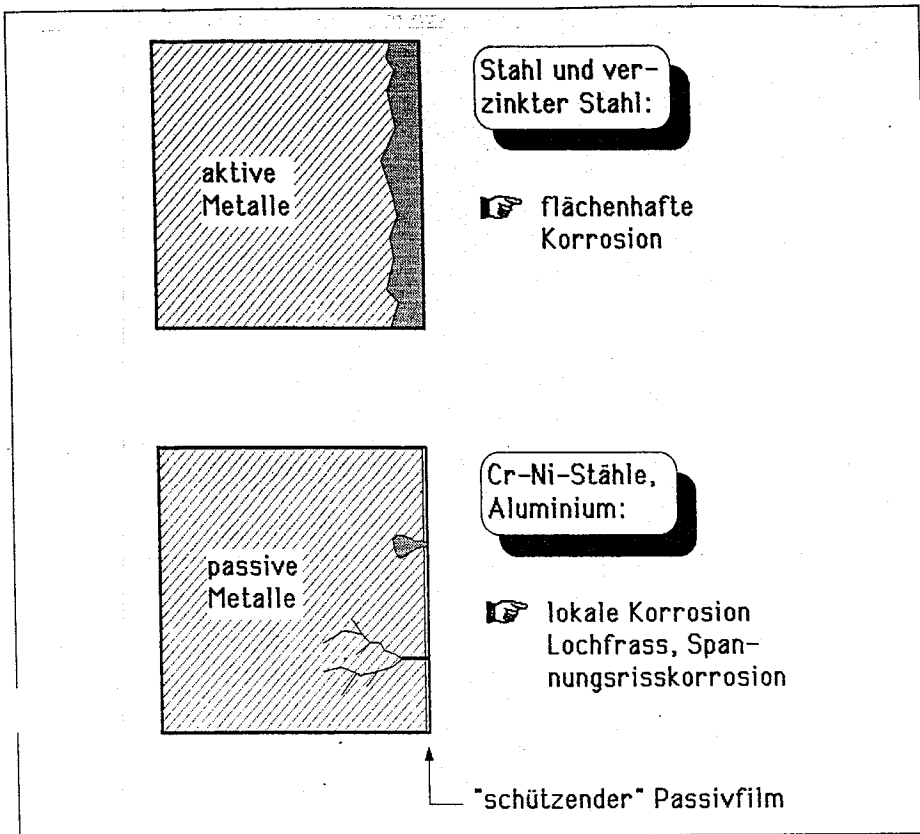 Stahl und ver-
zinkter Stahl:
aktive
Metalle
flächenhafte
Korrosion
Cr-Ni-Stähle,
Aluminium:
passive
Metalle
lokale Korrosion
Lochfrass, Span-
nungsrisskorrosion
"schützender" Passivfilm